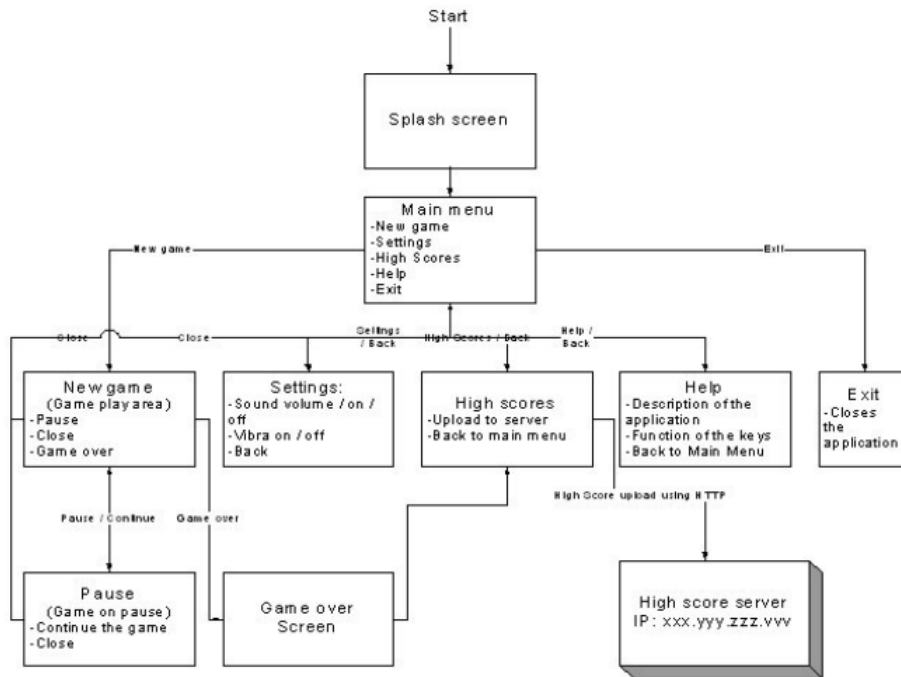 Start
Splash screen
Main menu
-New game
-Settings
-High Scores
-Help
-Exit
New game
Exit
Close
Close
Settings
/ Back
High Scores / Back
Help /
Back
New game
(Game play area)
-Pause
-Close
-Game over
Settings:
-Sound volume / on /
off
-Vibra on / off
-Back
High scores
-Upload to server
-Back to main menu
Help
-Description of the
application
-Function of the keys
-Back to Main Menu
Exit
-Closes
the
application
Pause / Continue
Game over
High Score upload using HTTP
Pause
(Game on pause)
-Continue the game
-Close
Game over
Screen
High score server
IP: xxx.yyy.zzz.vvv